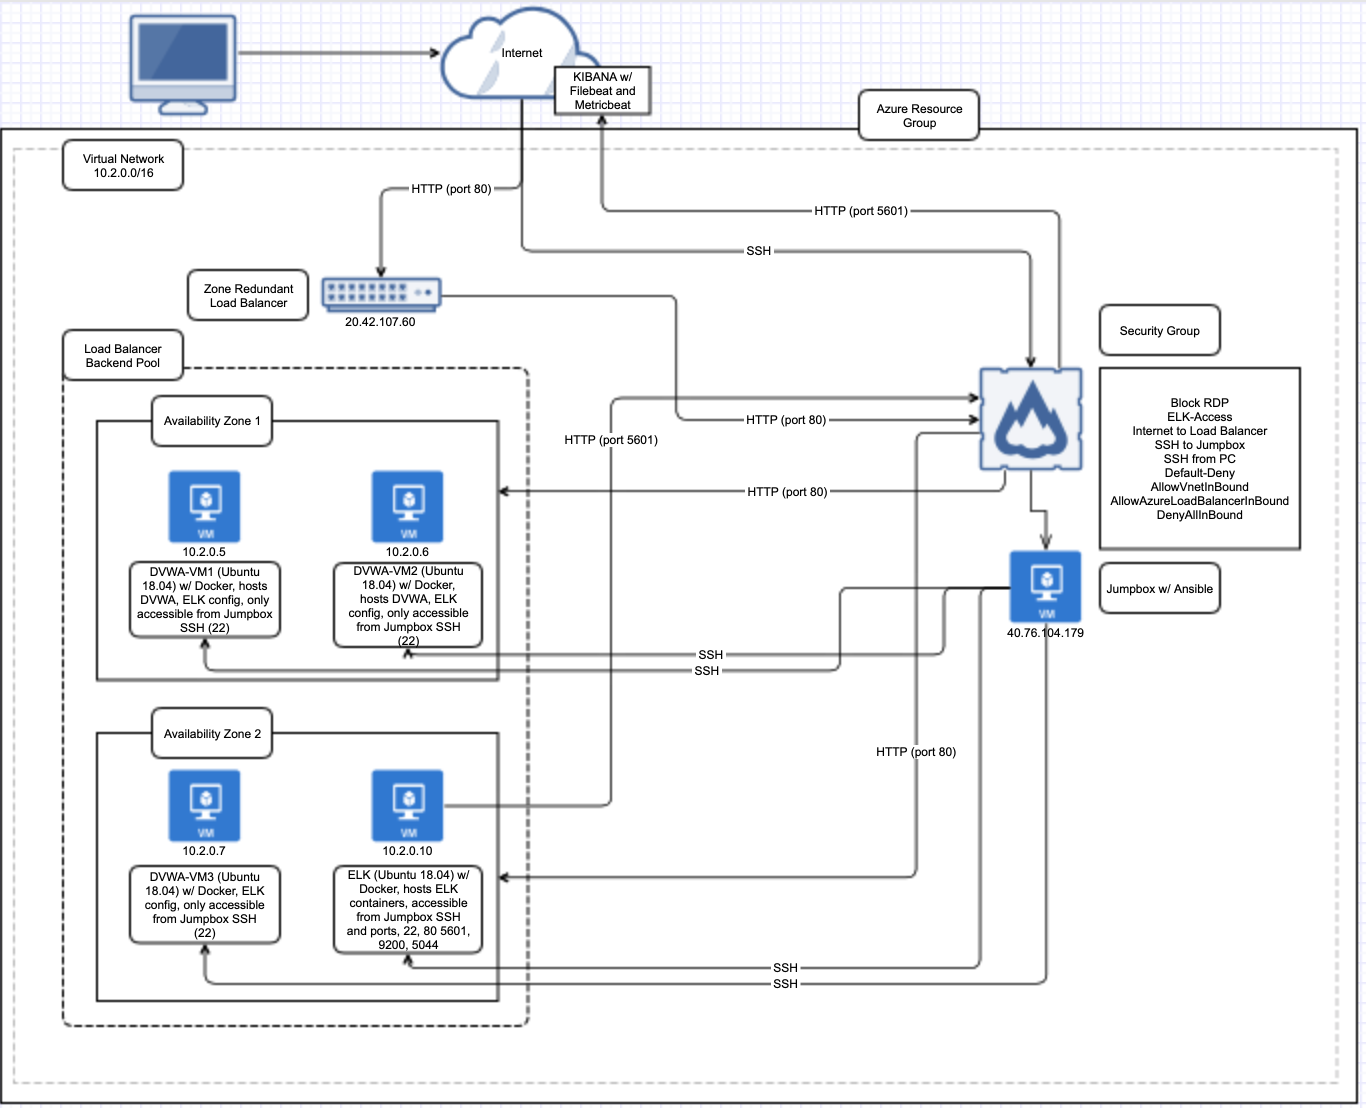 Internet
KIBANA w/
Filebeat and
Metricbeat
Azure Resource
Group
Virtual Network
10.2.0.0/16
HTTP (port 80)
HTTP (port 5601)
SSH
Zone Redundant
Load Balancer
20.42.107.60
Security Group
Load Balancer
Backend Pool
Block RDP
ELK-Access
Internet to Load Balancer
SSH to Jumpbox
SSH from PC
Default-Deny
AllowVnetInBound
AllowAzureLoadBalancerInBound
DenyAllInBound
Availability Zone 1
HTTP (port 80)
HTTP (port 5601)
HTTP (port 80)
VM
10.2.0.5
DVWA-VM1 (Ubuntu
18.04) w/ Docker, hosts
DVWA, ELK config, only
accessible from Jumpbox
SSH (22)
VM
10.2.0.6
DVWA-VM2 (Ubuntu
18.04) w/ Docker,
hosts DVWA, ELK
config, only accessible
from Jumpbox SSH
(22)
VM
40.76.104.179
Jumpbox w/ Ansible
SSH
SSH
Availability Zone 2
HTTP (port 80)
VM
10.2.0.7
DVWA-VM3 (Ubuntu
18.04) w/ Docker, ELK
config, only accessible
from Jumpbox SSH
(22)
VM
10.2.0.10
ELK (Ubuntu 18.04) w/
Docker, hosts ELK
containers, accessible
from Jumpbox SSH
and ports, 22, 80 5601,
9200, 5044
SSH
SSH